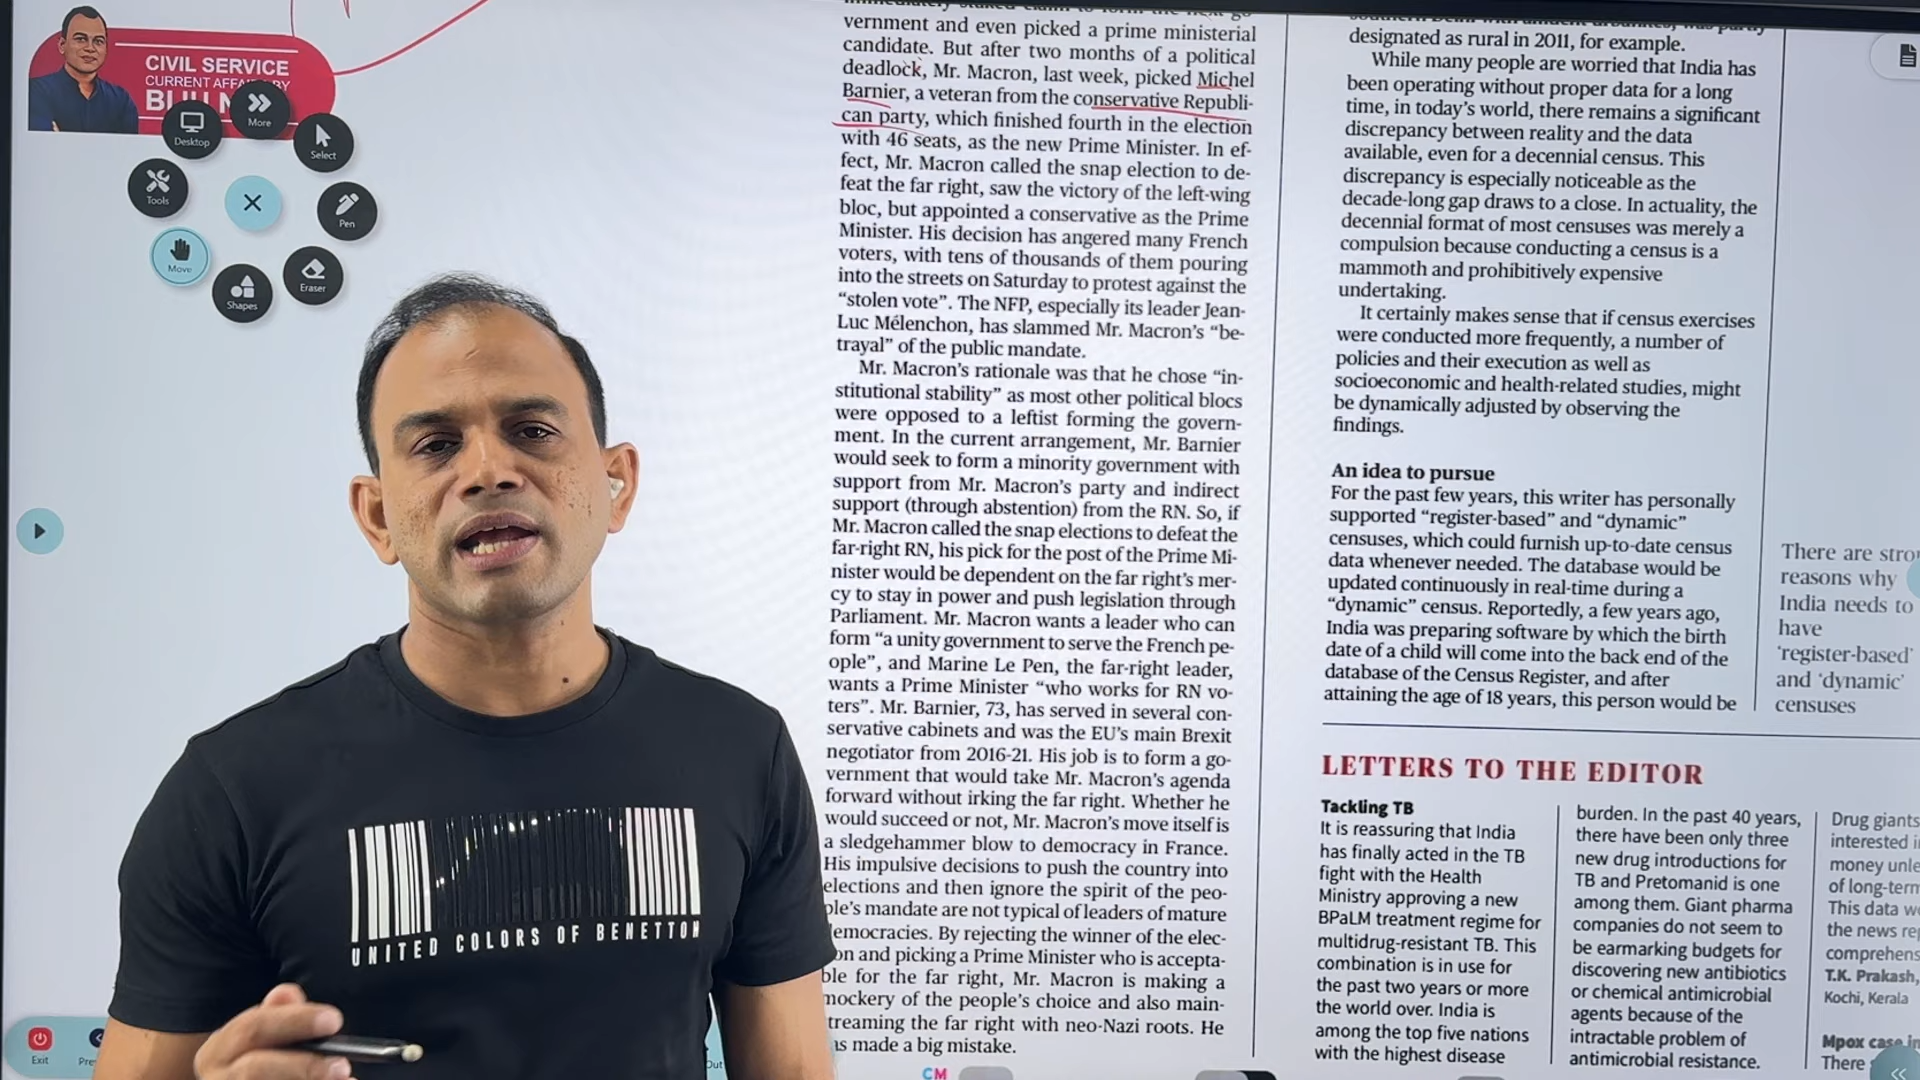 CIVIL SERVICE
CURRENT AFFAIRS BY
More
Desktop
Select
Tools
Pen
Move
Eraser
Shapes
Exit
vernment and even picked a prime ministerial
candidate. But after two months of a political
deadlock, Mr. Macron, last week, picked Michel
Barnier, a veteran from the conservative Republi-
can party, which finished fourth in the election
with 46 seats, as the new Prime Minister. In ef-
fect, Mr. Macron called the snap election to de-
feat the far right, saw the victory of the left-wing
bloc, but appointed a conservative as the Prime
Minister. His decision has angered many French
voters, with tens of thousands of them pouring
into the streets on Saturday to protest against the
“stolen vote”. The NFP, especially its leader Jean-
Luc Mélenchon, has slammed Mr. Macron’s “be-
trayal” of the public mandate.
Mr. Macron’s rationale was that he chose “in-
stitutional stability” as most other political blocs
were opposed to a leftist forming the govern-
ment. In the current arrangement, Mr. Barnier
would seek to form a minority government with
support from Mr. Macron’s party and indirect
support (through abstention) from the RN. So, if
Mr. Macron called the snap elections to defeat the
far-right RN, his pick for the post of the Prime Mi-
nister would be dependent on the far right’s mer-
cy to stay in power and push legislation through
Parliament. Mr. Macron wants a leader who can
form “a unity government to serve the French pe-
ople”, and Marine Le Pen, the far-right leader,
wants a Prime Minister “who works for RN vo-
ters”. Mr. Barnier, 73, has served in several con-
servative cabinets and was the EU’s main Brexit
negotiator from 2016-21. His job is to form a go-
vernment that would take Mr. Macron’s agenda
forward without irking the far right. Whether he
would succeed or not, Mr. Macron’s move itself is
a sledgehammer blow to democracy in France.
His impulsive decisions to push the country into
elections and then ignore the spirit of the peo-
ple’s mandate are not typical of leaders of mature
democracies. By rejecting the winner of the elec-
on and picking a Prime Minister who is accepta-
ble for the far right, Mr. Macron is making a
mockery of the people’s choice and also main-
treaming the far right with neo-Nazi roots. He
as made a big mistake.
designated as rural in 2011, for example.
While many people are worried that India has
been operating without proper data for a long
time, in today’s world, there remains a significant
discrepancy between reality and the data
available, even for a decennial census. This
discrepancy is especially noticeable as the
decade-long gap draws to a close. In actuality, the
decennial format of most censuses was merely a
compulsion because conducting a census is a
mammoth and prohibitively expensive
undertaking.
It certainly makes sense that if census exercises
were conducted more frequently, a number of
policies and their execution as well as
socioeconomic and health-related studies, might
be dynamically adjusted by observing the
findings.
An idea to pursue
For the past few years, this writer has personally
supported “register-based” and “dynamic”
censuses, which could furnish up-to-date census
data whenever needed. The database would be
updated continuously in real-time during a
“dynamic” census. Reportedly, a few years ago,
India was preparing software by which the birth
date of a child will come into the back end of the
database of the Census Register, and after
attaining the age of 18 years, this person would be
There are
reasons why
India needs to
have
‘register-based’
and ‘dynamic’
censuses
LETTERS TO THE EDITOR
Tackling TB
It is reassuring that India
has finally acted in the TB
fight with the Health
Ministry approving a new
BPaLM treatment regime for
multidrug-resistant TB. This
combination is in use for
the past two years or more
the world over. India is
among the top five nations
with the highest disease
burden. In the past 40 years,
there have been only three
new drug introductions for
TB and Pretomanid is one
among them. Giant pharma
companies do not seem to
be earmarking budgets for
discovering new antibiotics
or chemical antimicrobial
agents because of the
intractable problem of
antimicrobial resistance.
Drug giants
interested
money
of long-term
This data
the news
T.K. Prakash,
Kochi, Kerala
Mpox case in
There
UNITED COLORS OF BENETTON
CM